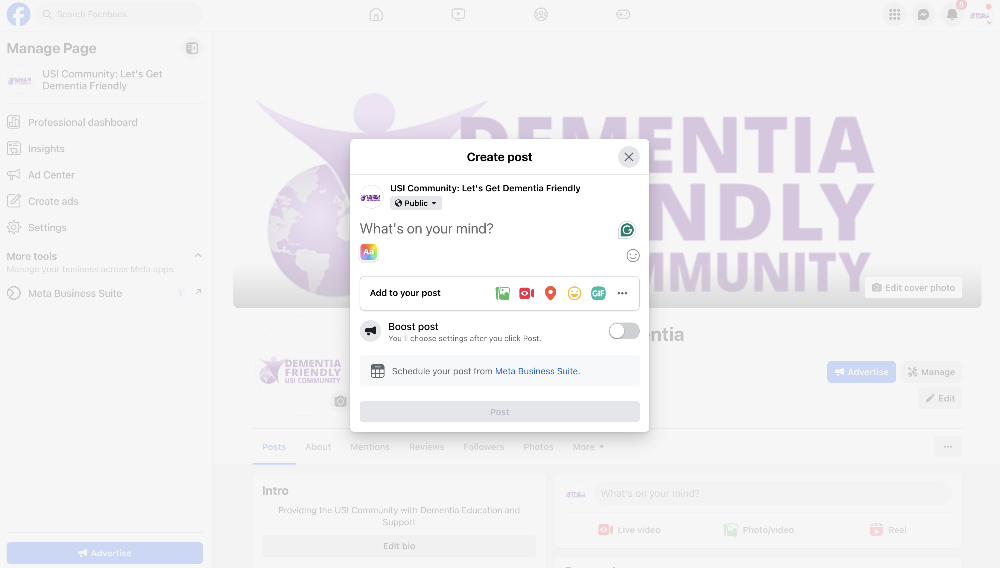 Search Facebook
8
Manage Page
USI Community: Let's Get
Dementia Friendly
Professional dashboard
Insights
Ad Center
Create ads
Settings
More tools
Manage your business across Meta apps
Meta Business Suite 1
Advertise
DEMENTIA
NDLY
MMUNITY
Edit cover photo
Create post
DEMENTIA
FRIENDLY
USI COMMUNITY
USI Community: Let's Get Dementia Friendly
Public
What's on your mind?
Aa
Add to your post
GIF
Boost post
You'll choose settings after you click Post.
Schedule your post from Meta Business Suite.
Post
DEMENTIA
FRIENDLY
USI COMMUNITY
ntia
Advertise
Manage
Edit
Posts
About
Mentions
Reviews
Followers
Photos
More
Intro
Providing the USI Community with Dementia Education and
Support
Edit bio
What's on your mind?
Live video
Photo/video
Reel